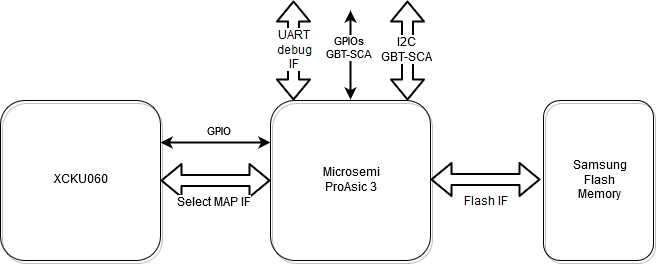 UART
debug
IF
GPIOs
GBT-SCA
I2C
GBT-SCA
GPIO
XCKU060
Select MAP IF
Microsemi
ProAsic 3
Flash IF
Samsung
Flash
Memory